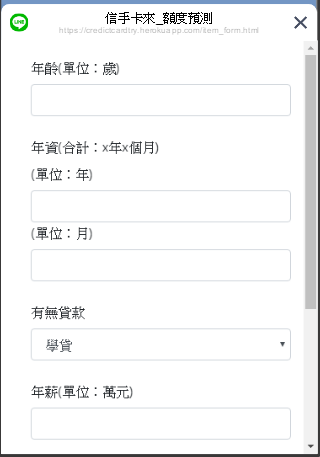 信手卡來_額度預測
https://credictcardtry.herokuapp.com/item_form.html
年齡(單位：歲)
年資(合計：x年x個月)
(單位：年)
(單位：月)
有無貸款
學貸
年薪(單位：萬元)